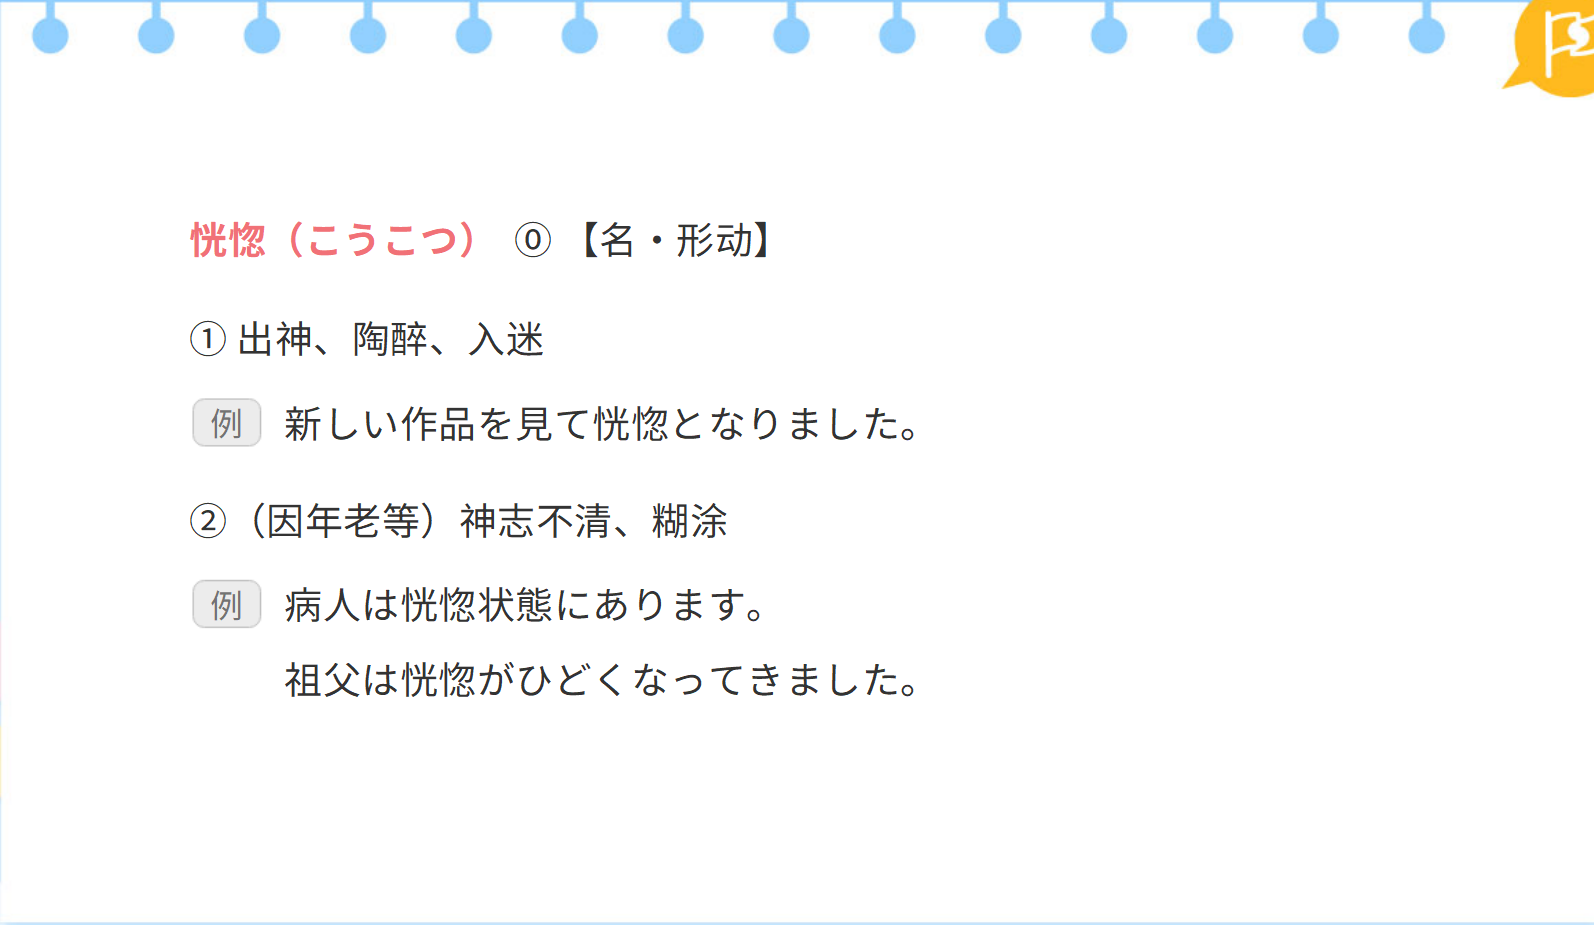 恍惚（こうこつ） ⓪ 【名・形动】
① 出神、陶醉、入迷
例 新しい作品を見て恍惚となりました。
②（因年老等）神志不清、糊涂
例 病人は恍惚状態にあります。
祖父は恍惚がひどくなってきました。